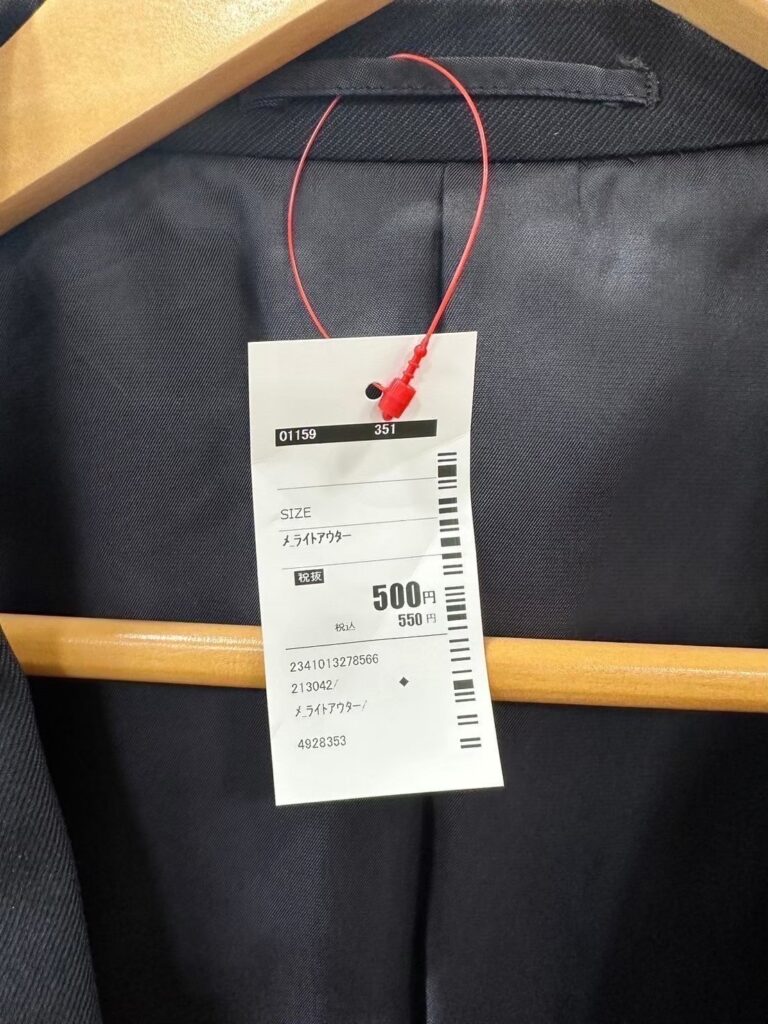 01159 351
SIZE
ﾒ_ﾗｲﾄｱｳﾀｰ
税抜
500円
税込 550円
2341013278566
213042/ ◆
ﾒ_ﾗｲﾄｱｳﾀｰ/
4928353